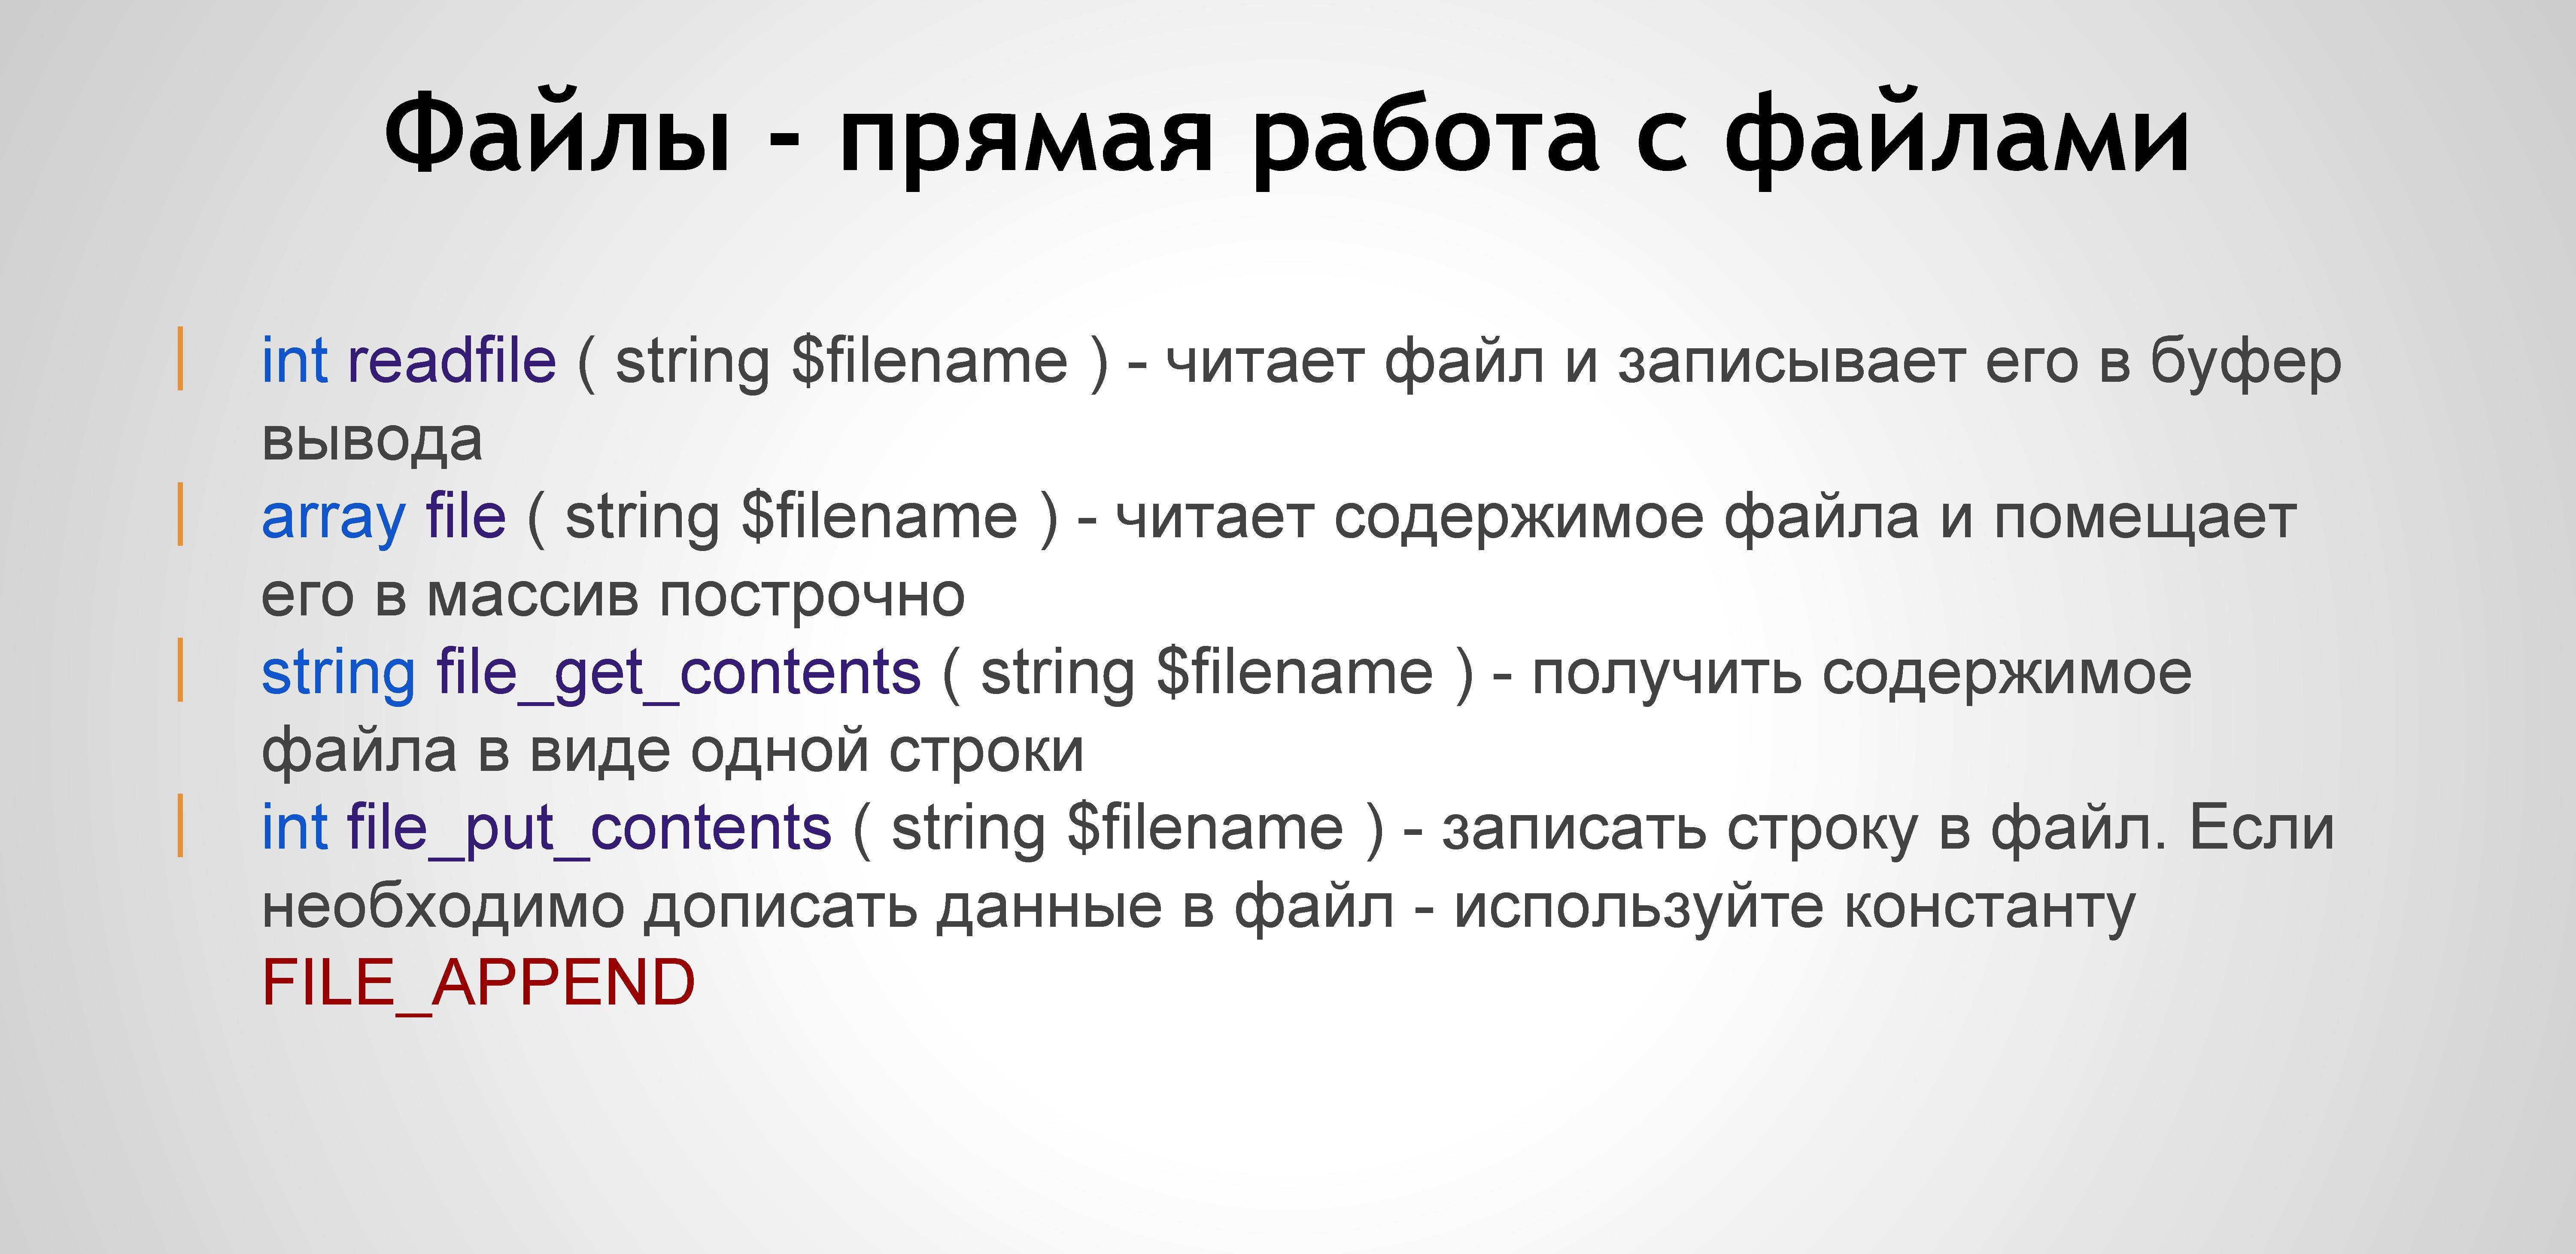 Файлы - прямая работа с файлами
int readfile ( string $filename ) - читает файл и записывает его в буфер
вывода
array file ( string $filename ) - читает содержимое файла и помещает
его в массив построчно
string file_get_contents ( string $filename ) - получить содержимое
файла в виде одной строки
int file_put_contents ( string $filename ) - записать строку в файл. Если
необходимо дописать данные в файл - используйте константу
FILE_APPEND